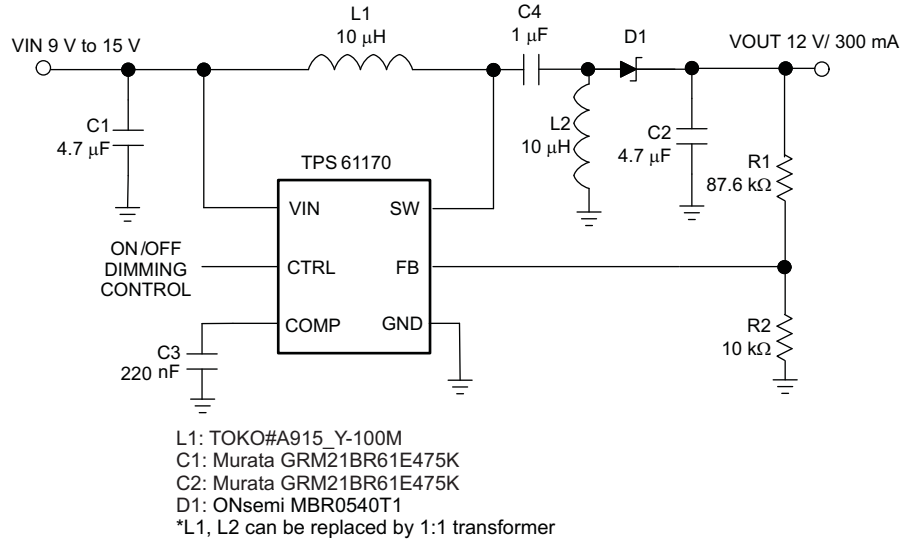 L1
10 μH
C4
1 μF
D1
VIN 9 V to 15 V
VOUT 12 V/ 300 mA
C1
4.7 μF
L2
10 μH
C2
4.7 μF
R1
87.6 kΩ
TPS 61170
VIN
SW
ON/OFF
DIMMING
CONTROL
CTRL
FB
COMP
GND
C3
220 nF
R2
10 kΩ
L1: TOKO#A915_Y-100M
C1: Murata GRM21BR61E475K
C2: Murata GRM21BR61E475K
D1: ONsemi MBR0540T1
*L1, L2 can be replaced by 1:1 transformer